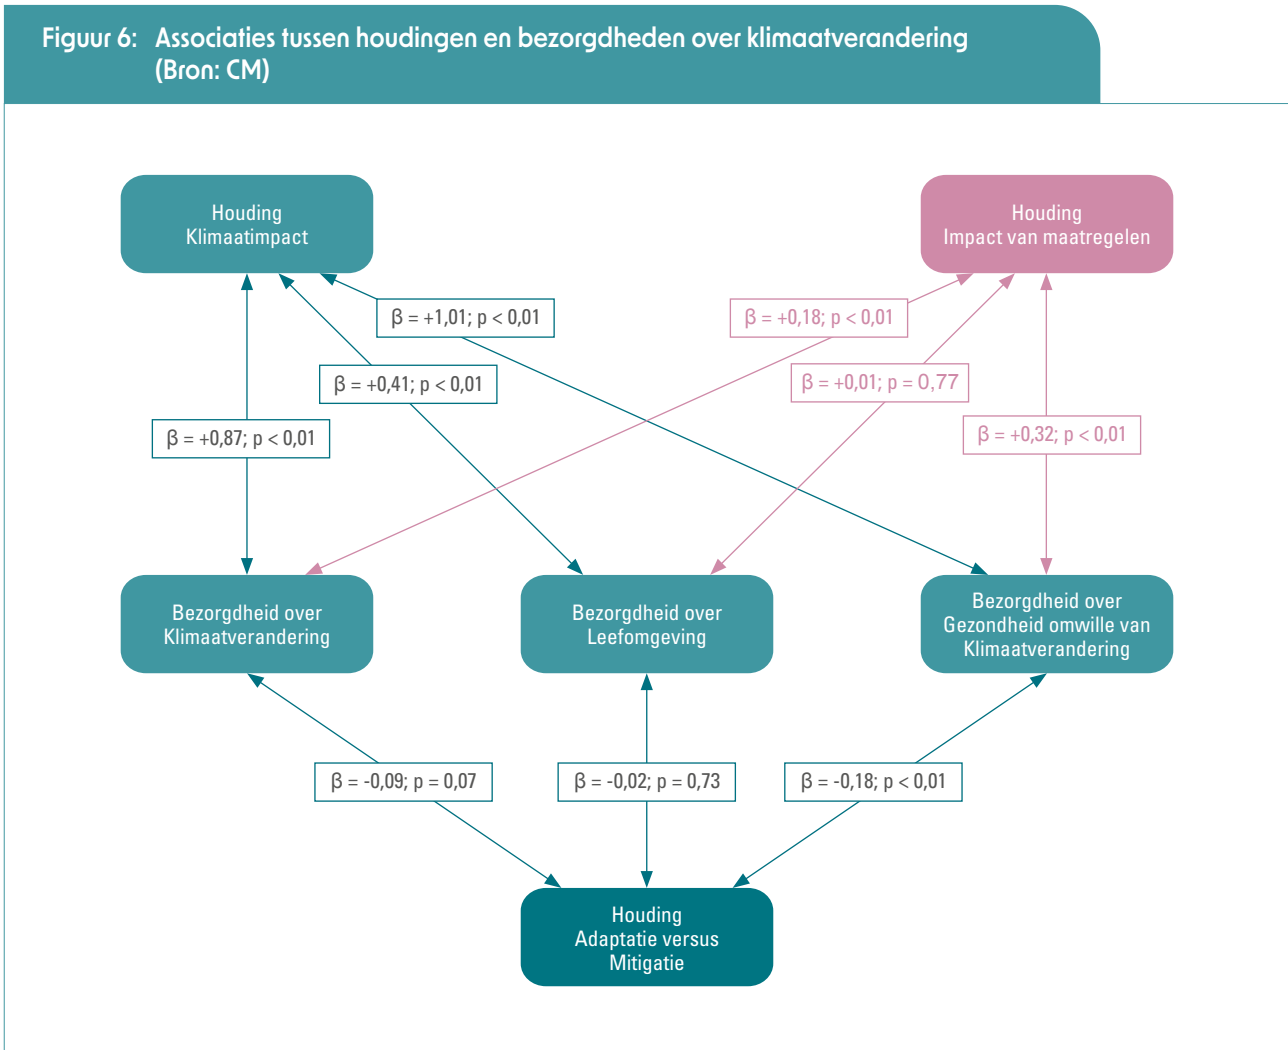 Figuur 6: Associaties tussen houdingen en bezorgdheden over klimaatverandering
(Bron: CM)
Houding
Klimaatimpact
Houding
Impact van maatregelen
β = +1,01; p < 0,01
β = +0,18; p < 0,01
β = +0,41; p < 0,01
β = +0,01; p = 0,77
β = +0,87; p < 0,01
β = +0,32; p < 0,01
Bezorgdheid over
Klimaatverandering
Bezorgdheid over
Leefomgeving
Bezorgdheid over
Gezondheid omwille van
Klimaatverandering
β = -0,09; p = 0,07
β = -0,02; p = 0,73
β = -0,18; p < 0,01
Houding
Adaptatie versus
Mitigatie